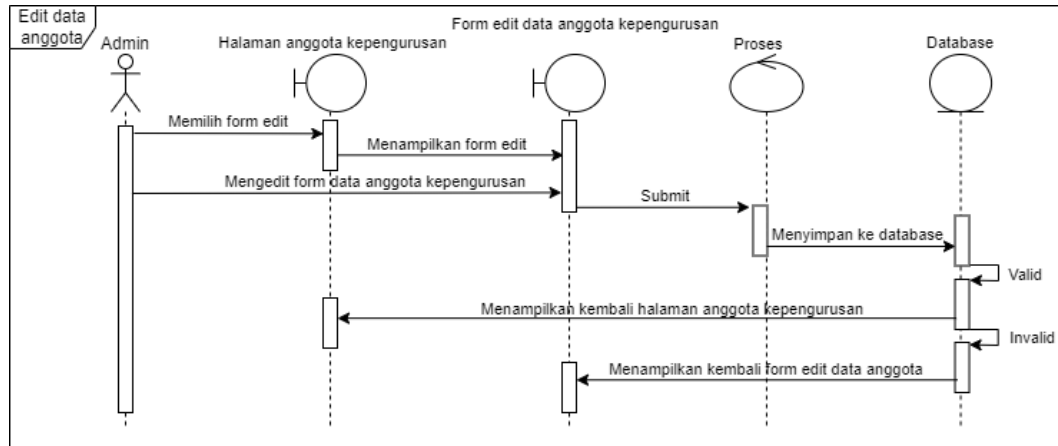 Edit data
anggota
Admin
Halaman anggota kepengurusan
Form edit data anggota kepengurusan
Proses
Database
Memilih form edit
Menampilkan form edit
Mengedit form data anggota kepengurusan
Submit
Menyimpan ke database
Valid
Menampilkan kembali halaman anggota kepengurusan
Invalid
Menampilkan kembali form edit data anggota